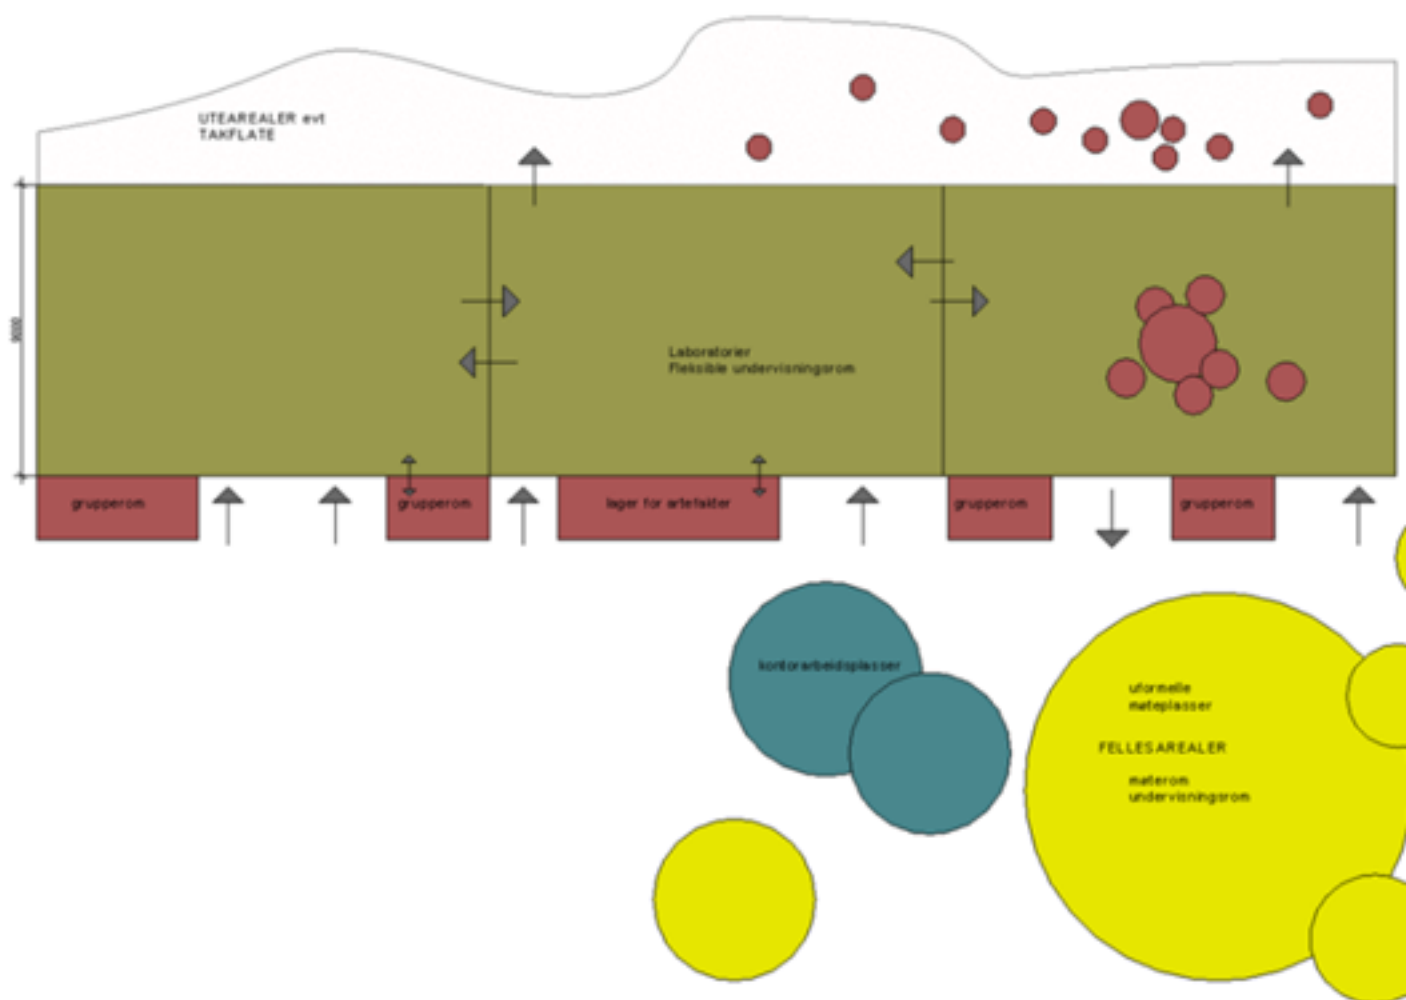 UTEAREALER evt
TAKFLATE
9000
Laboratorier
Fleksible undervisningsrom
grupperom
grupperom
lager for artefakter
grupperom
grupperom
kontorarbeidsplasser
uformelle
møteplasser
FELLESAREALER
møterom
undervisningsrom